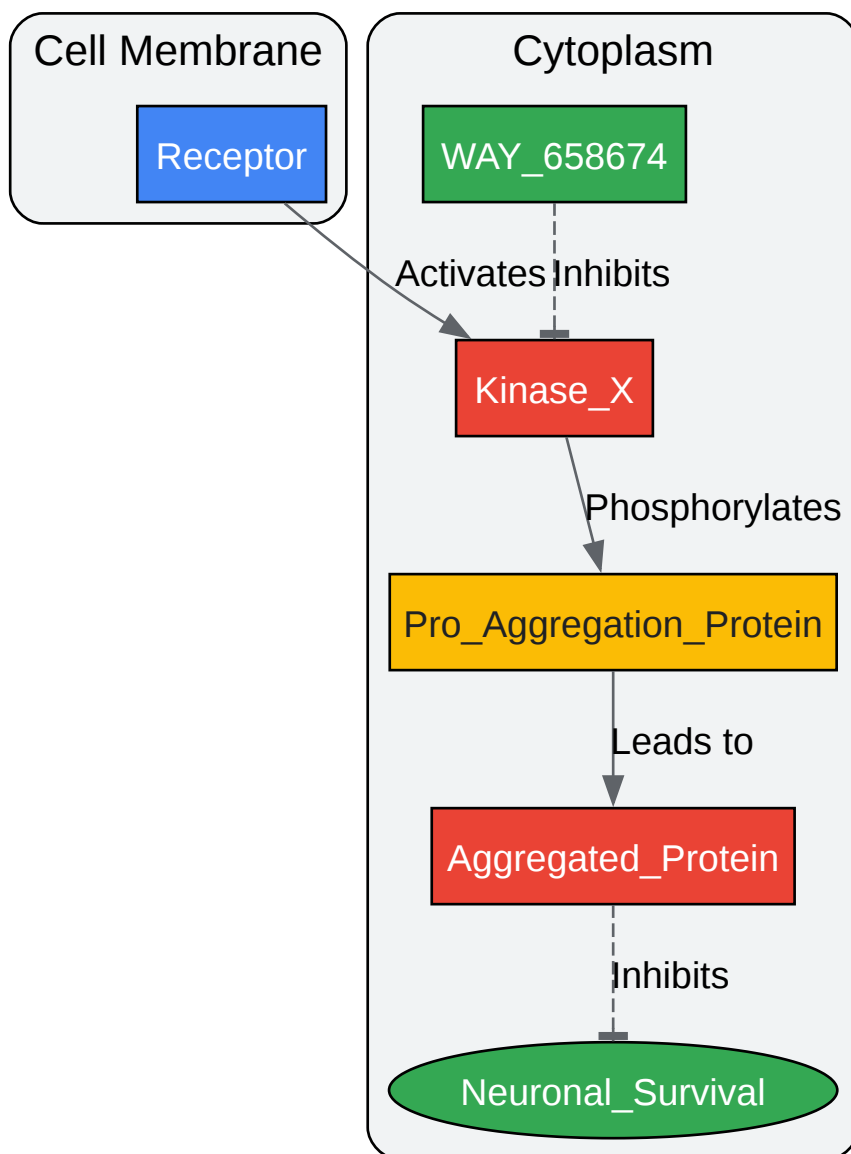 Cell Membrane
Cytoplasm
Receptor
WAY_658674
Activates
Inhibits
Kinase_X
Phosphorylates
Pro_Aggregation_Protein
Leads to
Aggregated_Protein
Inhibits
Neuronal_Survival